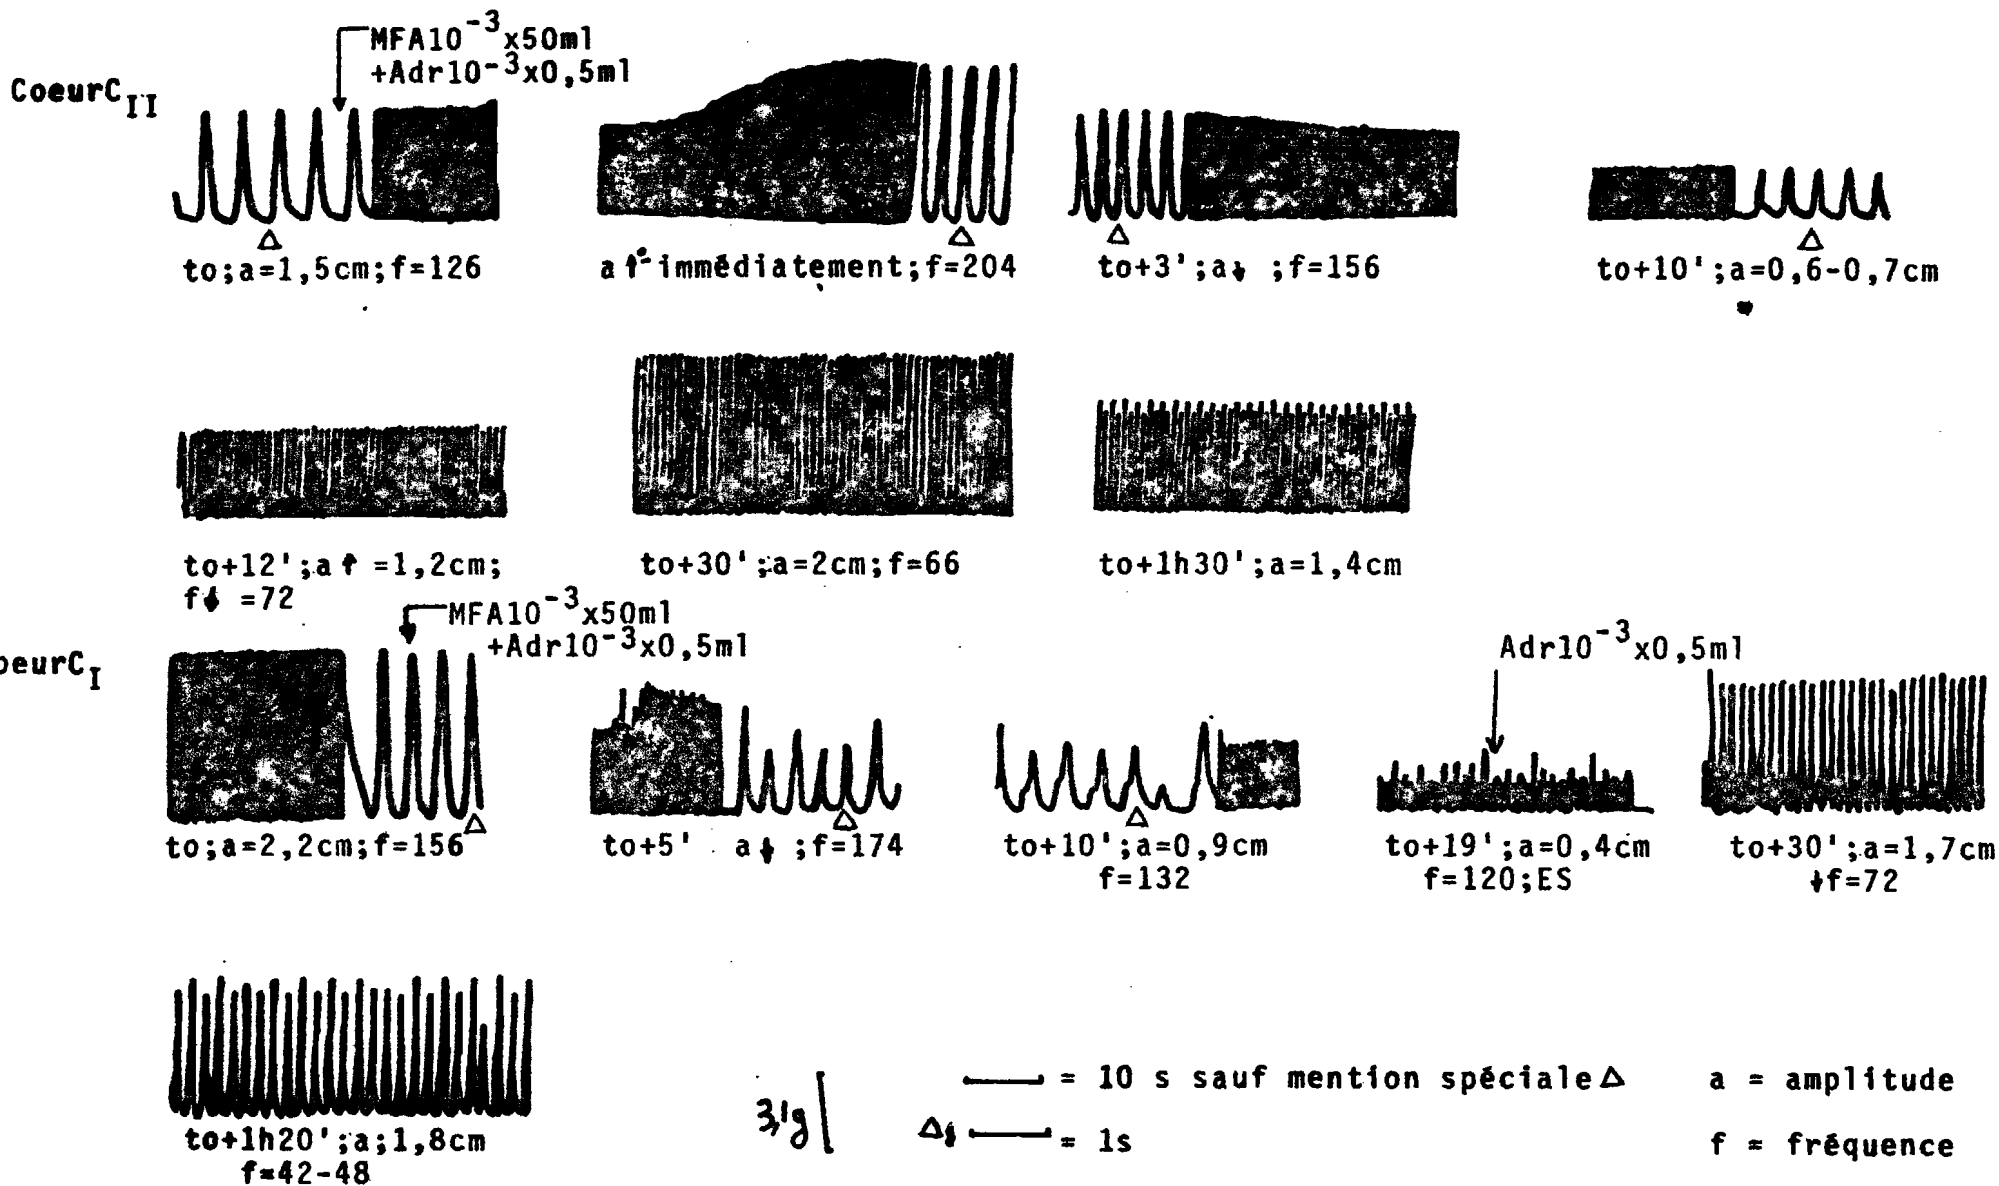 MFA10⁻³x50ml
+Adr10⁻³x0,5ml
CoeurC_II
to;a=1,5cm;f=126
a↑ immédiatement;f=204
to+3';a↓ ;f=156
to+10';a=0,6-0,7cm
to+12';a↑ =1,2cm;
f↓ =72
to+30';a=2cm;f=66
to+1h30';a=1,4cm
MFA10⁻³x50ml
+Adr10⁻³x0,5ml
oeurC_I
Adr10⁻³x0,5ml
to;a=2,2cm;f=156
to+5' a↓ ;f=174
to+10';a=0,9cm
f=132
to+19';a=0,4cm
f=120;ES
to+30';a=1,7cm
↓f=72
to+1h20';a;1,8cm
f=42-48
3,1g
= 10 s sauf mention spéciale Δ
Δ; = 1s
a = amplitude
f = fréquence